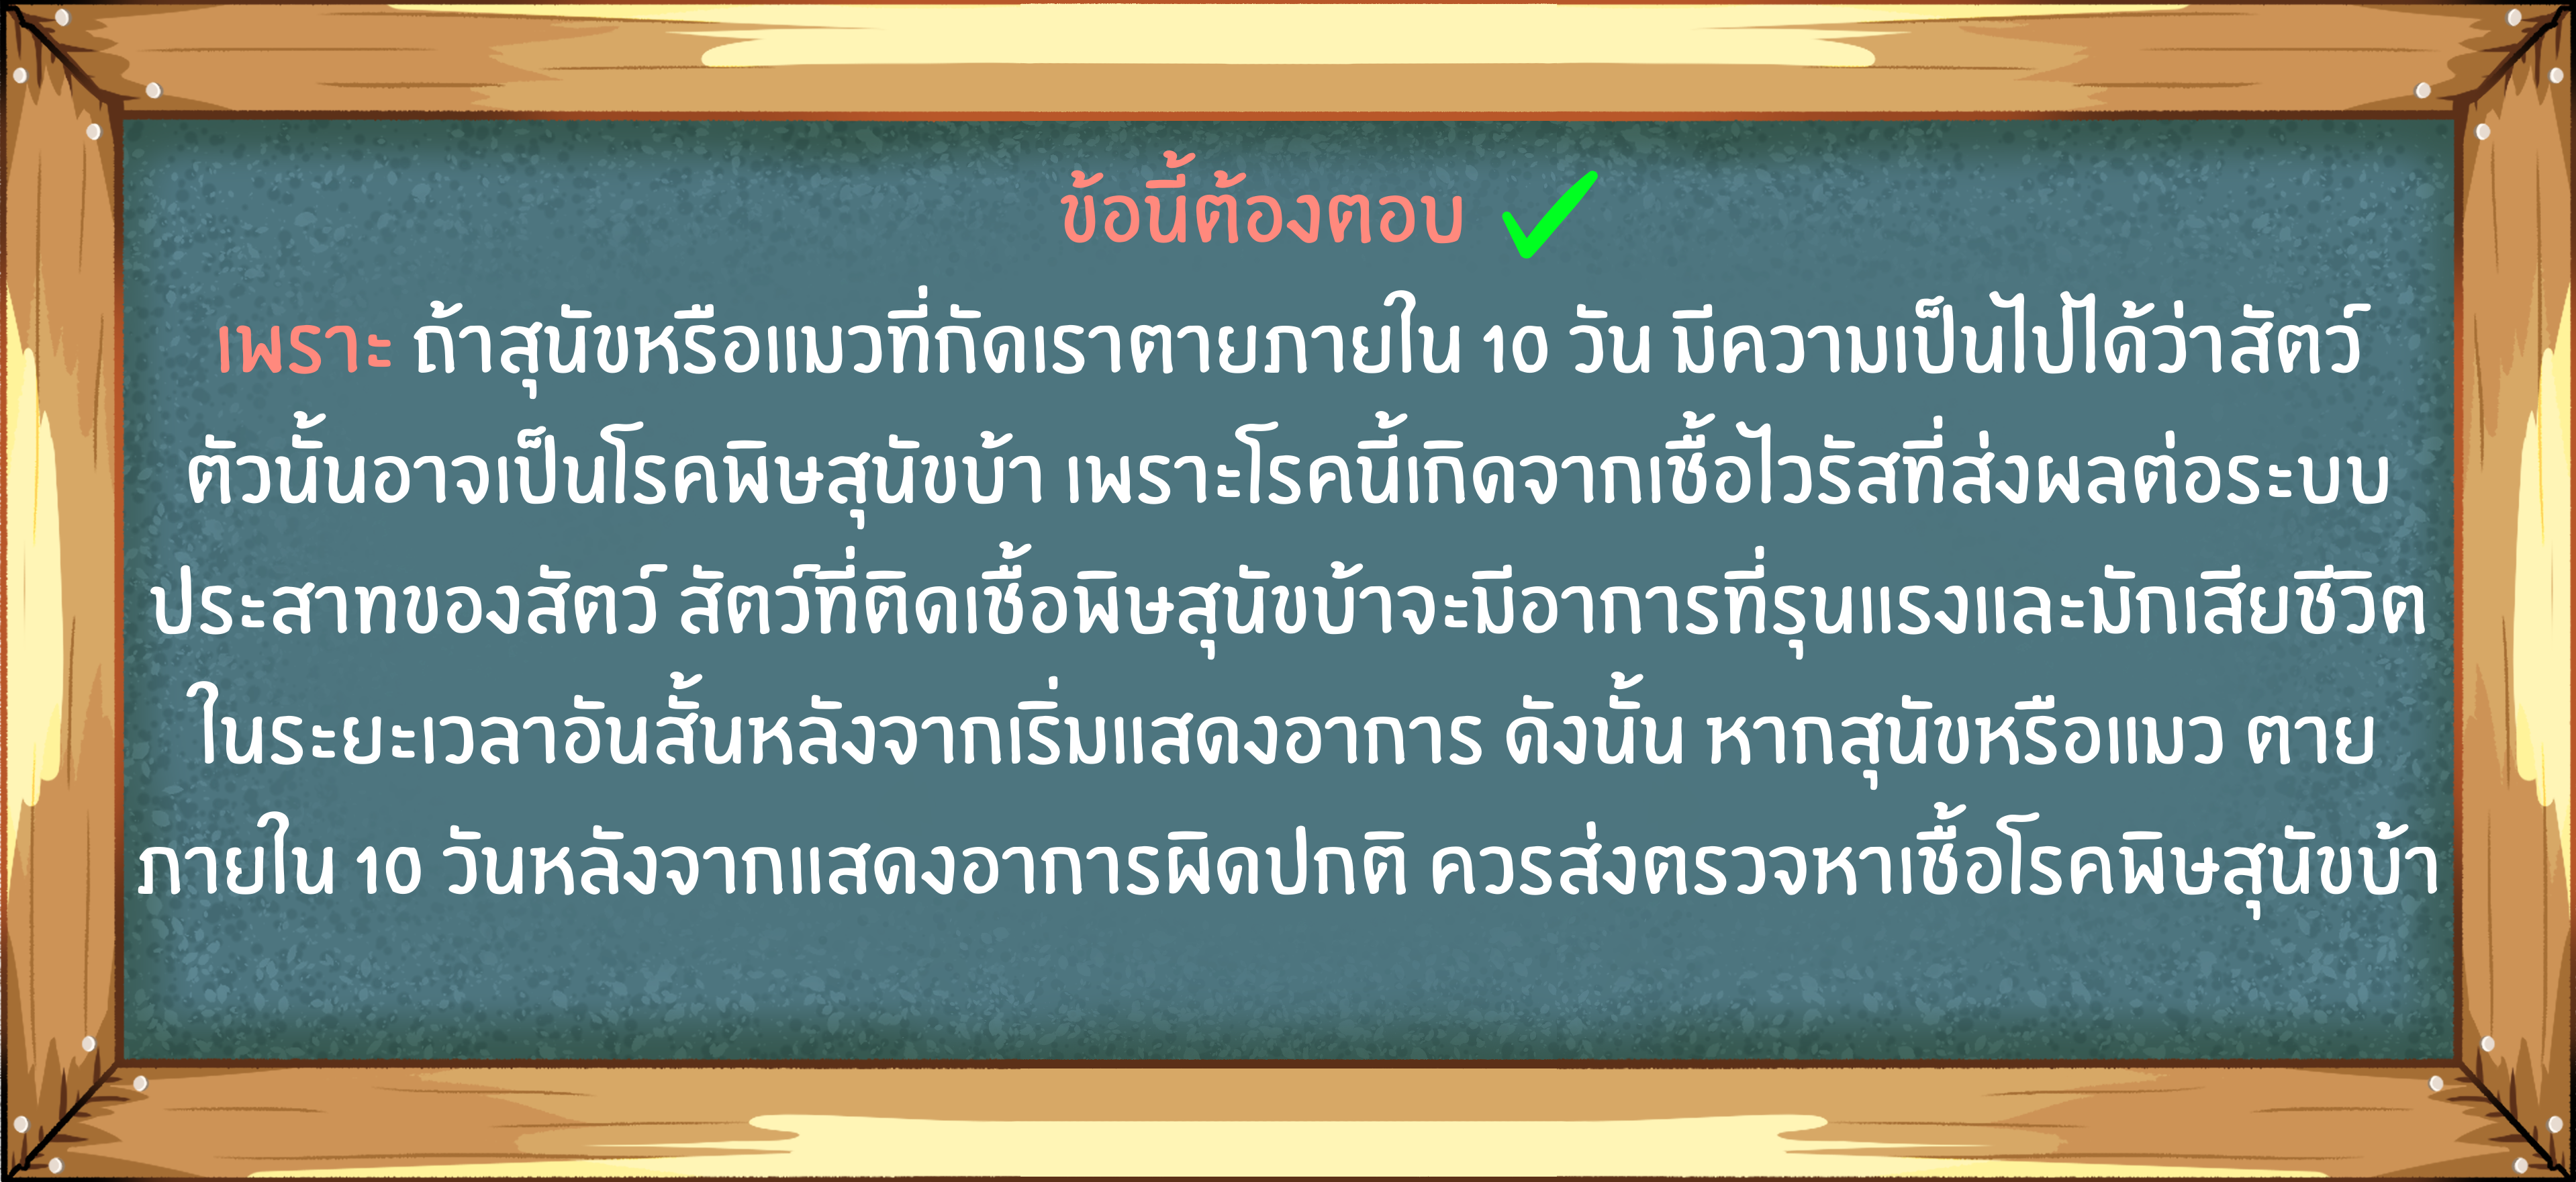 ข้อนี้ต้องตอบ ✓
เพราะ ถ้าสุนัขหรือแมวที่กัดเราตายภายใน 10 วัน มีความเป็นไปได้ว่าสัตว์
ตัวนั้นอาจเป็นโรคพิษสุนัขบ้า เพราะโรคนี้เกิดจากเชื้อไวรัสที่ส่งผลต่อระบบ
ประสาทของสัตว์ สัตว์ที่ติดเชื้อพิษสุนัขบ้าจะมีอาการที่รุนแรงและมักเสียชีวิต
ในระยะเวลาอันสั้นหลังจากเริ่มแสดงอาการ ดังนั้น หากสุนัขหรือแมว ตาย
ภายใน 10 วันหลังจากแสดงอาการผิดปกติ ควรส่งตรวจหาเชื้อโรคพิษสุนัขบ้า